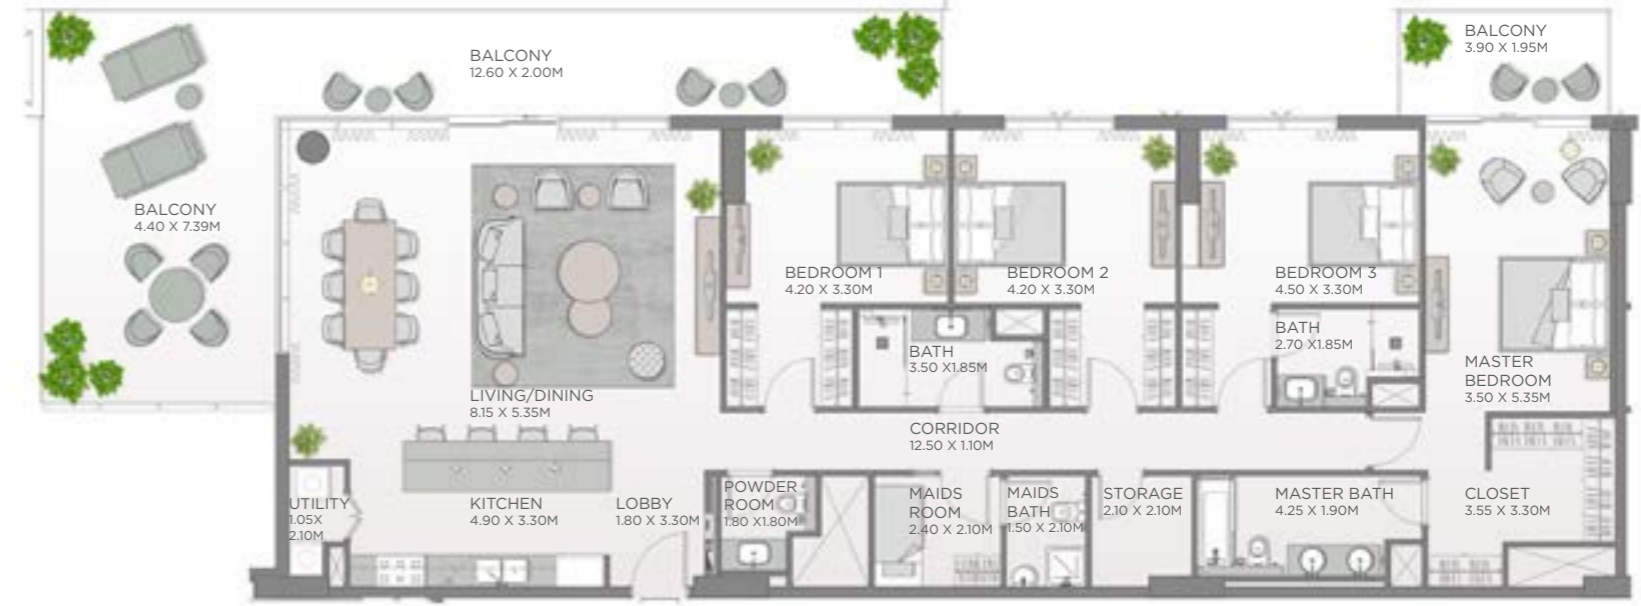 BALCONY
12.60 X 2.00M
BALCONY
3.90 X 1.95M
BALCONY
4.40 X 7.39M
BEDROOM 1
4.20 X 3.30M
BEDROOM 2
4.20 X 3.30M
BEDROOM 3
4.50 X 3.30M
BATH
3.50 X1.85M
BATH
2.70 X1.85M
MASTER
BEDROOM
3.50 X 5.35M
LIVING/DINING
8.15 X 5.35M
CORRIDOR
12.50 X 1.10M
UTILITY
1.05X
2.10M
KITCHEN
4.90 X 3.30M
LOBBY
1.80 X 3.30M
POWDER
ROOM
1.80 X1.80M
MAIDS
ROOM
2.40 X 2.10M
MAIDS
BATH
1.50 X 2.10M
STORAGE
2.10 X 2.10M
MASTER BATH
4.25 X 1.90M
CLOSET
3.55 X 3.30M